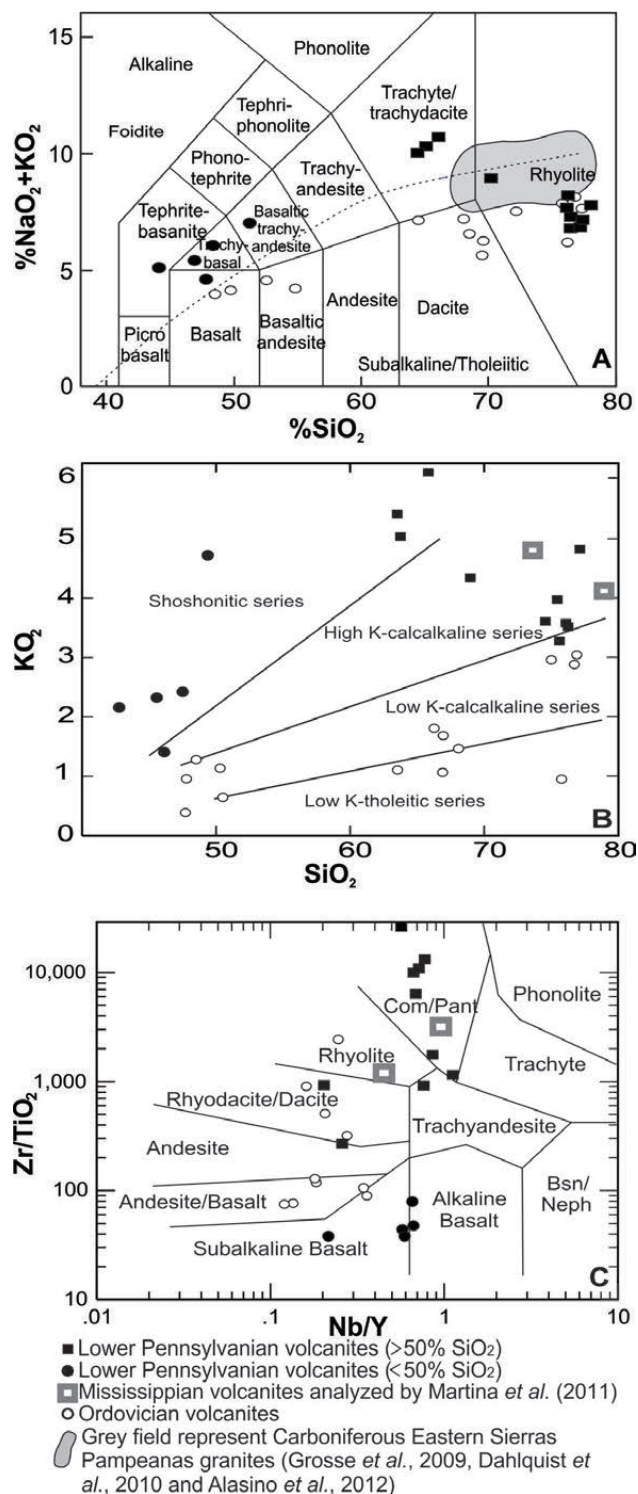 15
10
5
0
%NaO2+KO2
Alkaline
Phonolite
Foidite
Tephri-
phonolite
Trachyte/
trachydacite
Phono-
tephrite
Trachy-
andesite
Rhyolite
Tephrite-
basanite
Basaltic
trachy-
andesite
Trachy-
basal
Picro
básalt
Basalt
Basaltic
andesite
Andesite
Dacite
Subalkaline/Tholeiitic
A
40
50
60
70
80
%SiO2
6
5
4
3
2
1
0
KO2
Shoshonitic series
High K-calcalkaline series
Low K-calcalkaline series
Low K-tholeitic series
B
50
60
70
80
SiO2
10,000
1,000
100
10
Zr/TiO2
Com/Pant
Phonolite
Rhyolite
Trachyte
Rhyodacite/Dacite
Trachyandesite
Andesite
Andesite/Basalt
Alkaline
Basalt
Bsn/
Neph
Subalkaline Basalt
C
.01
.1
1
10
Nb/Y
Lower Pennsylvanian volcanites (>50% SiO2)
Lower Pennsylvanian volcanites (<50% SiO2)
Mississippian volcanites analyzed by Martina et al. (2011)
Ordovician volcanites
Grey field represent Carboniferous Eastern Sierras
Pampeanas granites (Grosse et al., 2009, Dahlquist et
al., 2010 and Alasino et al., 2012)